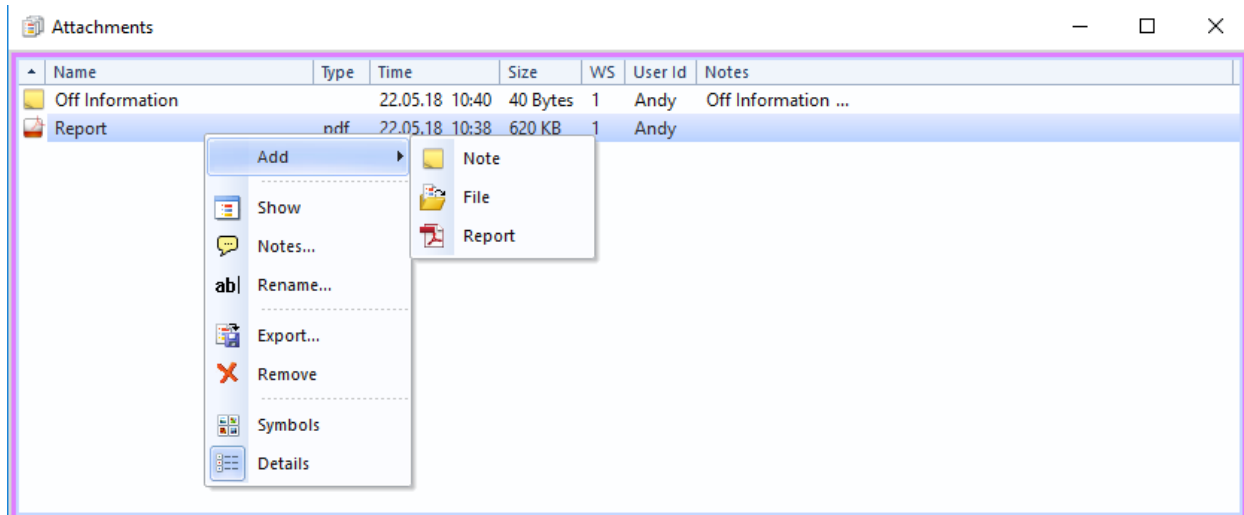 Attachments
Name Type Time Size WS User Id Notes
Off Information 22.05.18 10:40 40 Bytes 1 Andy Off Information ...
Report pdf 22.05.18 10:38 620 KB 1 Andy
Add
Show
Notes...
ab| Rename...
Export...
Remove
Symbols
Details
Note
File
Report